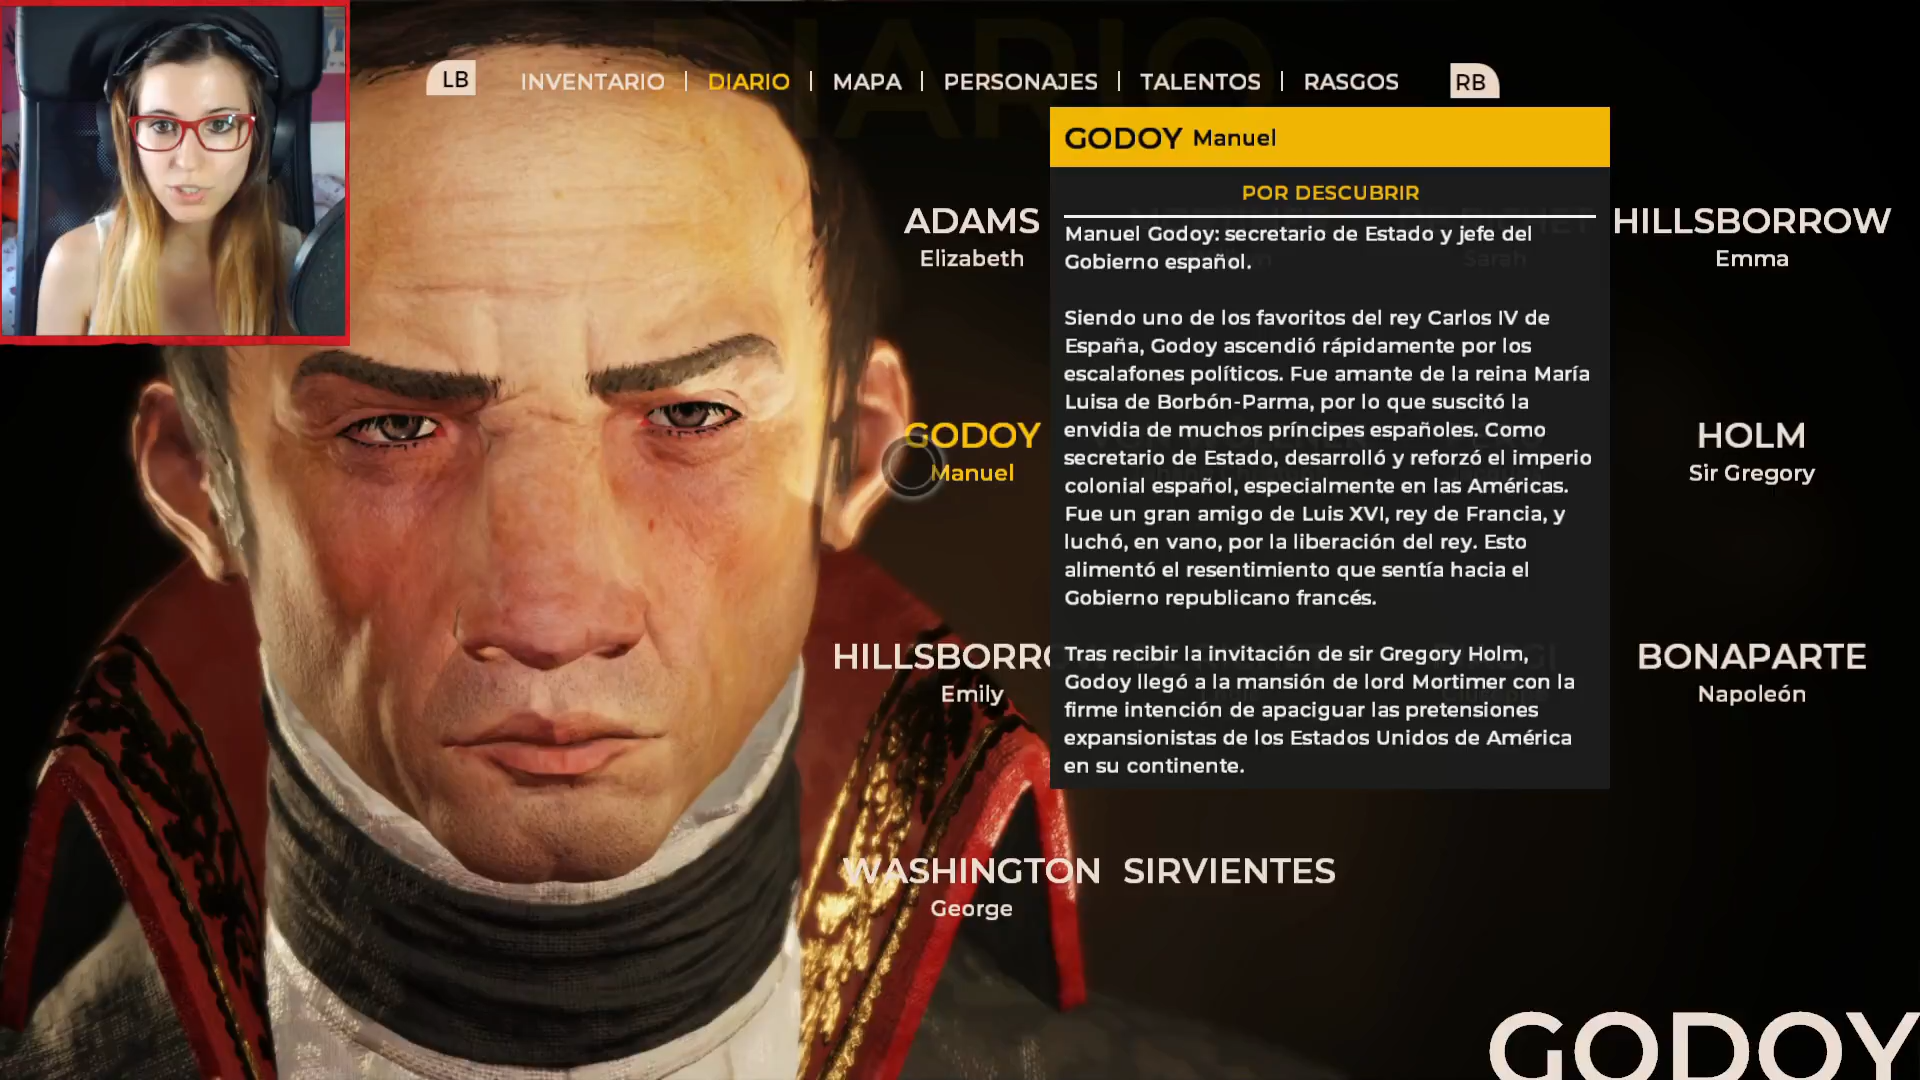 DIARIO
LB INVENTARIO | DIARIO | MAPA | PERSONAJES | TALENTOS | RASGOS RB
GODOY Manuel
POR DESCUBRIR
Manuel Godoy: secretario de Estado y jefe del
Gobierno español.
Siendo uno de los favoritos del rey Carlos IV de
España, Godoy ascendió rápidamente por los
escalafones políticos. Fue amante de la reina María
Luisa de Borbón-Parma, por lo que suscitó la
envidia de muchos príncipes españoles. Como
secretario de Estado, desarrolló y reforzó el imperio
colonial español, especialmente en las Américas.
Fue un gran amigo de Luis XVI, rey de Francia, y
luchó, en vano, por la liberación del rey. Esto
alimentó el resentimiento que sentía hacia el
Gobierno republicano francés.
Tras recibir la invitación de sir Gregory Holm,
Godoy llegó a la mansión de lord Mortimer con la
firme intención de apaciguar las pretensiones
expansionistas de los Estados Unidos de América
en su continente.
ADAMS
Elizabeth
Sarah
HILLSBORROW
Emma
GODOY
Manuel
HOLM
Sir Gregory
HILLSBORROW
Emily
BONAPARTE
Napoleón
WASHINGTON
George
SIRVIENTES
GODOY